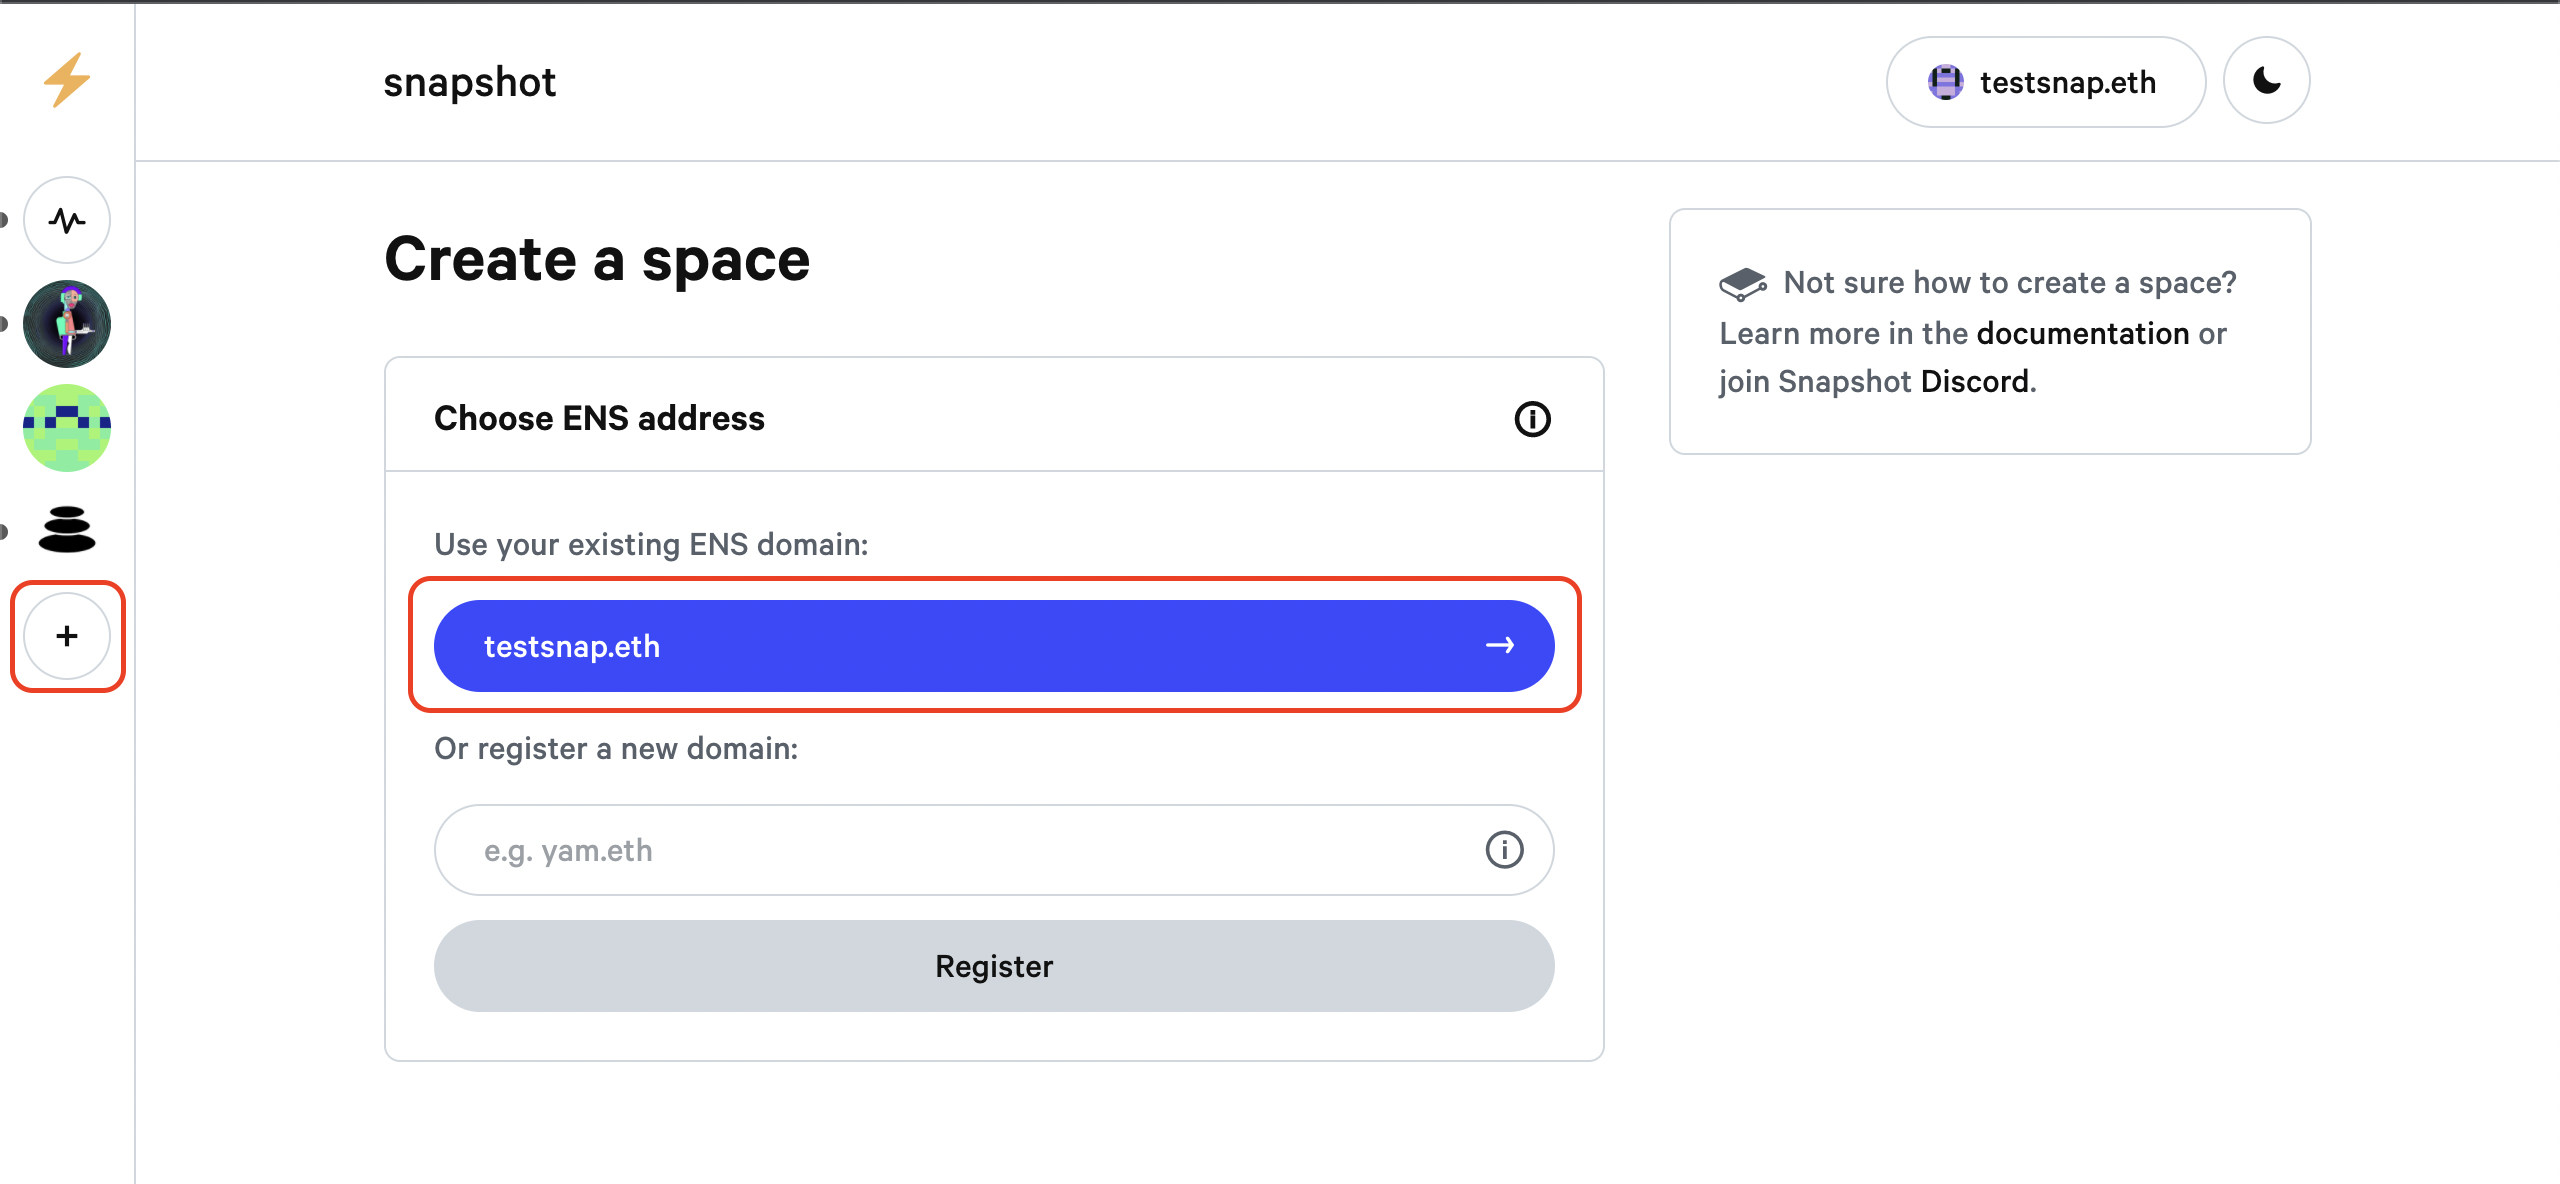 snapshot
testsnap.eth
Create a space
Not sure how to create a space?
Learn more in the documentation or
join Snapshot Discord.
Choose ENS address
Use your existing ENS domain:
testsnap.eth
Or register a new domain:
e.g. yam.eth
Register